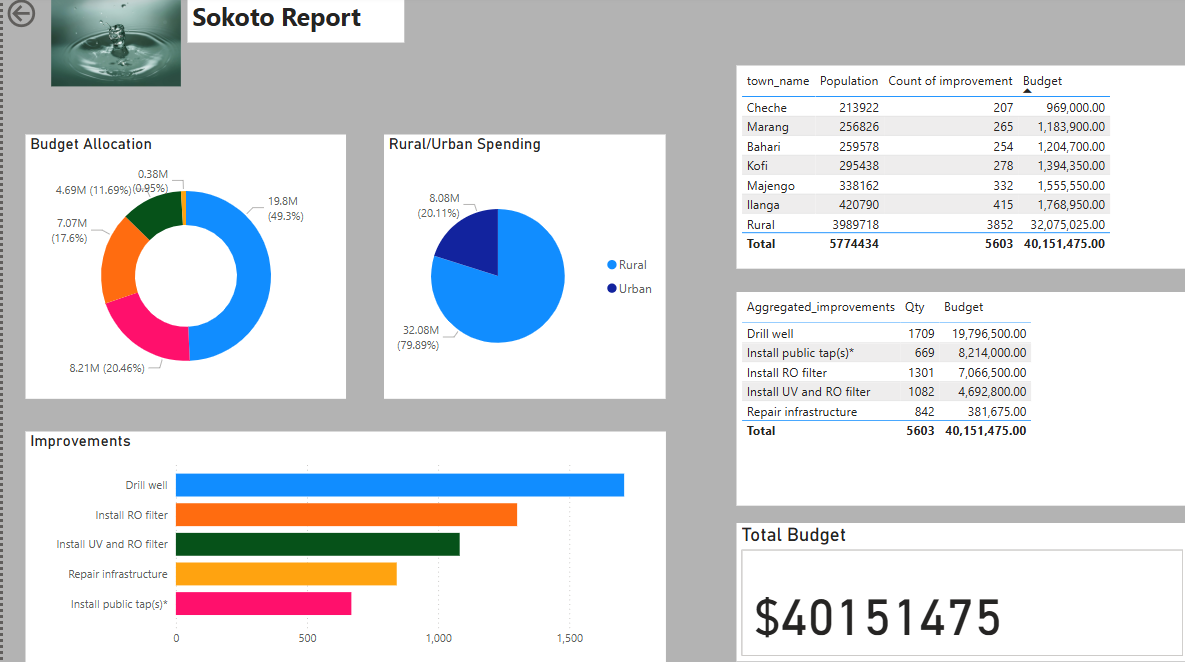 Sokoto Report
Budget Allocation
0.38M
(0.95%)
4.69M (11.69%)
19.8M
(49.3%)
7.07M
(17.6%)
8.21M (20.46%)
Rural/Urban Spending
8.08M
(20.11%)
32.08M
(79.89%)
Rural
Urban
Improvements
Drill well
Install RO filter
Install UV and RO filter
Repair infrastructure
Install public tap(s)*
0 500 1,000 1,500
town_name Population Count of improvement Budget
Cheche 213922 207 969,000.00
Marang 256826 265 1,183,900.00
Bahari 259578 254 1,204,700.00
Kofi 295438 278 1,394,350.00
Majengo 338162 332 1,555,550.00
Ilanga 420790 415 1,768,950.00
Rural 3989718 3852 32,075,025.00
Total 5774434 5603 40,151,475.00
Aggregated_improvements Qty Budget
Drill well 1709 19,796,500.00
Install public tap(s)* 669 8,214,000.00
Install RO filter 1301 7,066,500.00
Install UV and RO filter 1082 4,692,800.00
Repair infrastructure 842 381,675.00
Total 5603 40,151,475.00
Total Budget
$40151475